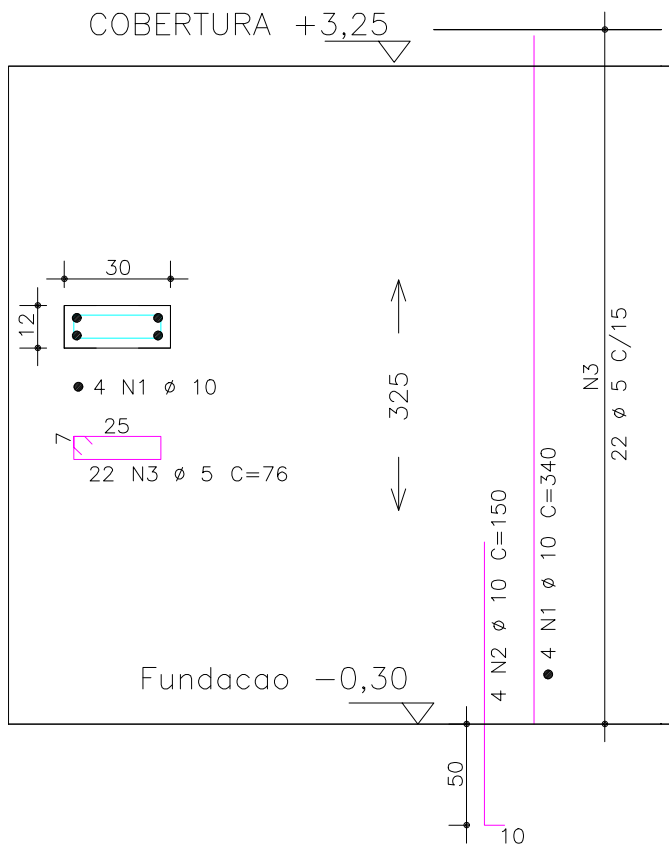 COBERTURA +3,25
30
12
4 N1 ø 10
25
7
22 N3 ø 5 C=76
325
N3
22 ø 5 C/15
4 N1 ø 10 C=340
4 N2 ø 10 C=150
Fundacao -0,30
50
10